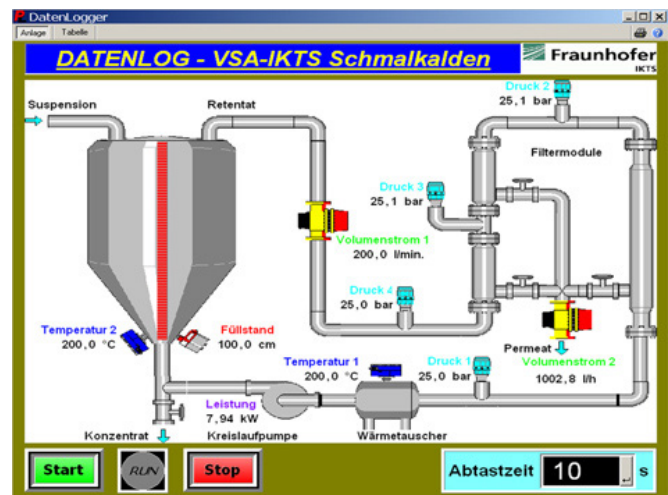 DatenLogger
Anlage Tabelle
DATENLOG - VSA-IKTS Schmalkalden
Fraunhofer
IKTS
Suspension
Retentat
Druck 2
25,1 bar
Filtermodule
Druck 3
25,1 bar
Volumenstrom 1
200,0 l/min.
Druck 4
25,0 bar
Temperatur 2
200,0 °C
Füllstand
100,0 cm
Temperatur 1
200,0 °C
Druck 1
25,0 bar
Permeat
Volumenstrom 2
1002,8 l/h
Leistung
7,94 kW
Konzentrat
Kreislaufpumpe
Wärmetauscher
Start
RUN
Stop
Abtastzeit 10 s